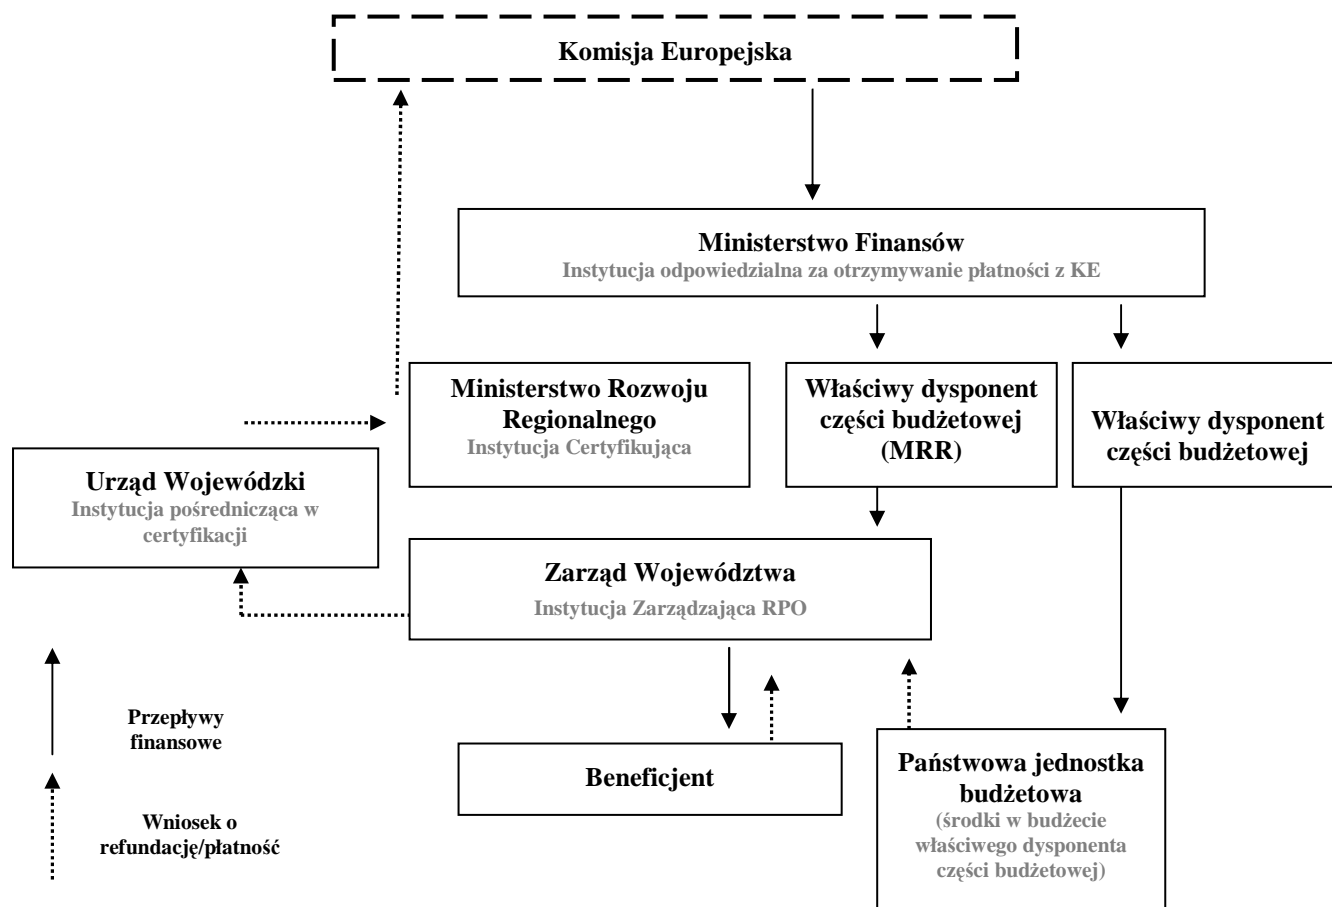 Komisja Europejska
Ministerstwo Finansów
Instytucja odpowiedzialna za otrzymywanie płatności z KE
Ministerstwo Rozwoju
Regionalnego
Instytucja Certyfikująca
Właściwy dysponent
części budżetowej
(MRR)
Właściwy dysponent
części budżetowej
Urząd Wojewódzki
Instytucja pośrednicząca w
certyfikacji
Zarząd Województwa
Instytucja Zarządzająca RPO
Przepływy
finansowe
Beneficjent
Państwowa jednostka
budżetowa
(środki w budżecie
właściwego dysponenta
części budżetowej)
Wniosek o
refundację/płatność